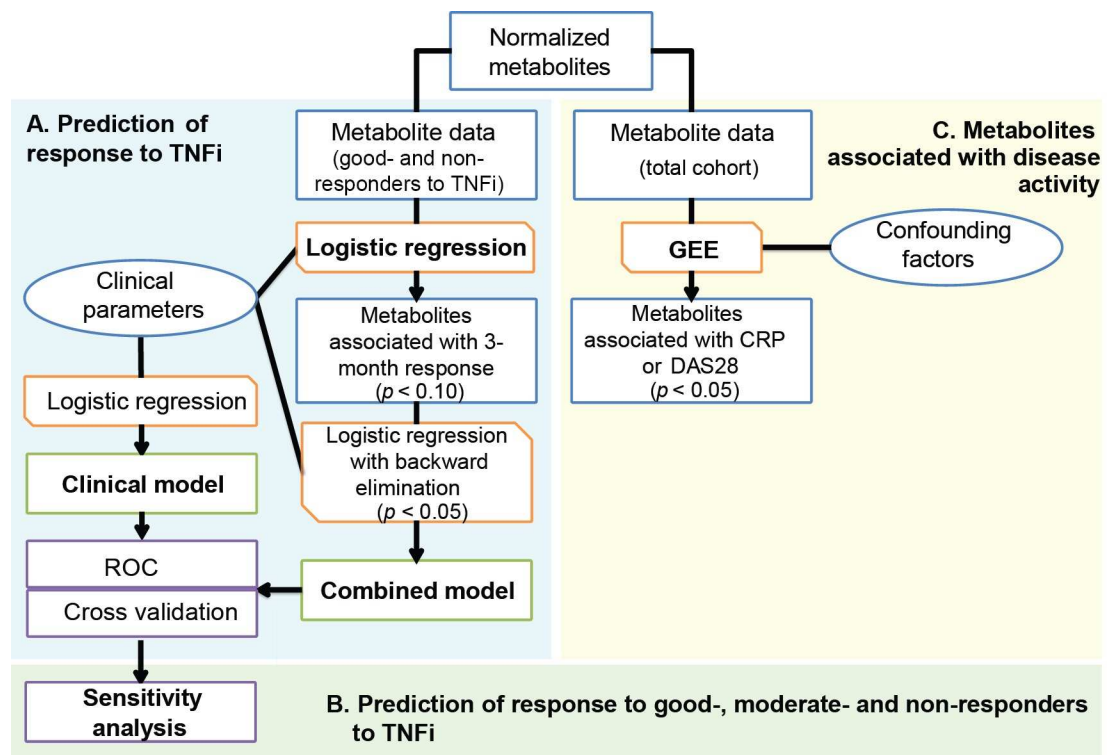 Normalized
metabolites
A. Prediction of
response to TNFi
Metabolite data
(good- and non-
responders to TNFi)
Logistic regression
Clinical
parameters
Metabolites
associated with 3-
month response
(p < 0.10)
Logistic regression
Logistic regression
with backward
elimination
(p < 0.05)
Clinical model
ROC
Cross validation
Combined model
Metabolite data
(total cohort)
C. Metabolites
associated with disease
activity
GEE
Confounding
factors
Metabolites
associated with CRP
or DAS28
(p < 0.05)
Sensitivity
analysis
B. Prediction of response to good-, moderate- and non-responders
to TNFi